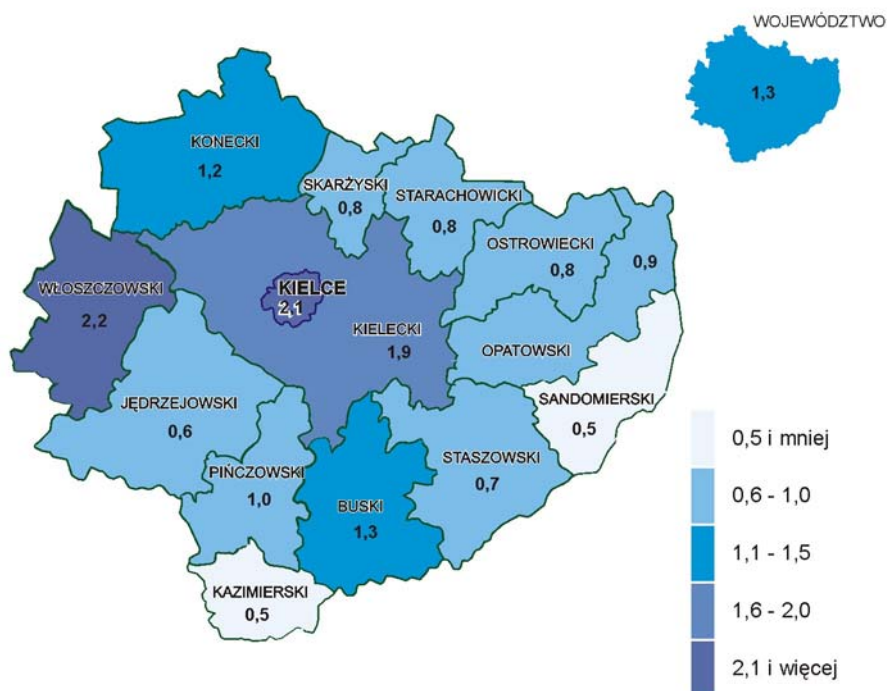 WOJEWÓDZTWO
1,3
KONECKI
1,2
SKARŻYSKI
0,8
STARACHOWICKI
0,8
OSTROWIECKI
0,8
0,9
OPATOWSKI
WŁOSZCZOWSKI
2,2
KIELCE
2,1
KIELECKI
1,9
SANDOMIERSKI
0,5
JĘDRZEJOWSKI
0,6
PIŃCZOWSKI
1,0
BUSKI
1,3
STASZOWSKI
0,7
KAZIMIERSKI
0,5
0,5 i mniej
0,6 - 1,0
1,1 - 1,5
1,6 - 2,0
2,1 i więcej